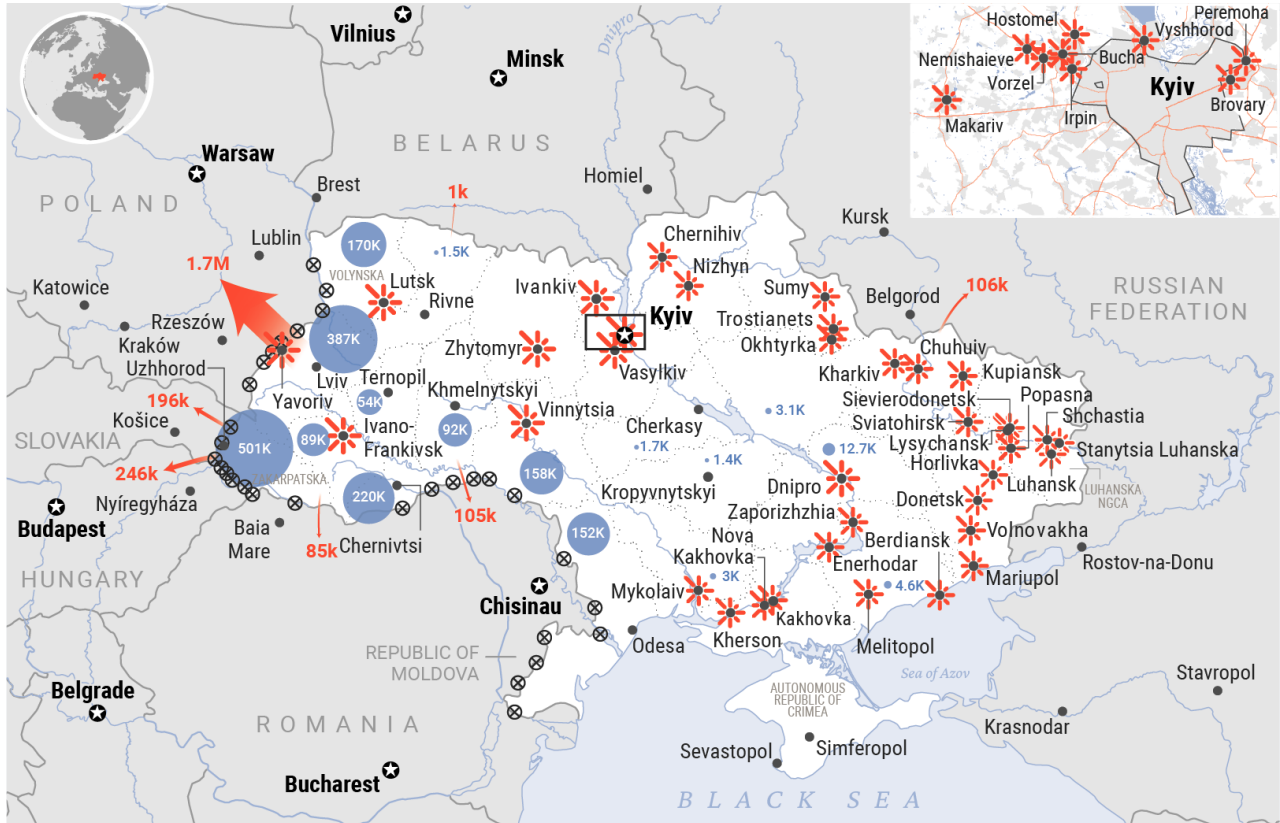 Vilnius
Minsk
Dnipro
Hostomel
Peremoha
Vyshhorod
Nemishaieve
Bucha
Vorzel
Kyiv
Brovary
Makariv
Irpin
BELARUS
Warsaw
POLAND
Brest
1k
Homiel
Kursk
Lublin
170K
1.5K
VOLYNSKA
Chernihiv
1.7M
Lutsk
Rivne
Ivankiv
Nizhyn
Sumy
Belgorod
106k
RUSSIAN
FEDERATION
Katowice
Rzeszów
Kraków
Uzhhorod
387K
Zhytomyr
Kyiv
Trostianets
Okhtyrka
Chuhuiv
Vasylkiv
Kharkiv
Kupiansk
Lviv
Ternopil
Khmelnytskyi
Sievierodonetsk
Popasna
196k
Yavoriv
54K
Vinnytsia
Cherkasy
3.1K
Sviatohirsk
Shchastia
Košice
SLOVAKIA
501K
89K
Ivano-
Frankivsk
92K
1.7K
1.4K
12.7K
Lysychansk
Stanytsia Luhanska
Horlivka
246k
ZAKARPATSKA
158K
Dnipro
Luhansk
LUHANSKA
NGCA
Nyíregyháza
220K
105k
Kropyvnytskyi
Donetsk
Budapest
Baia
Mare
85k
Chernivtsi
152K
Zaporizhzhia
Nova
Kakhovka
Berdiansk
Volnovakha
Enerhodar
Rostov-na-Donu
HUNGARY
Chisinau
Mykolaiv
3K
4.6K
Mariupol
Kakhovka
Kherson
Melitopol
Odesa
REPUBLIC OF
MOLDOVA
Sea of Azov
Stavropol
Belgrade
AUTONOMOUS
REPUBLIC OF
CRIMEA
ROMANIA
Krasnodar
Sevastopol
Simferopol
Bucharest
BLACK SEA